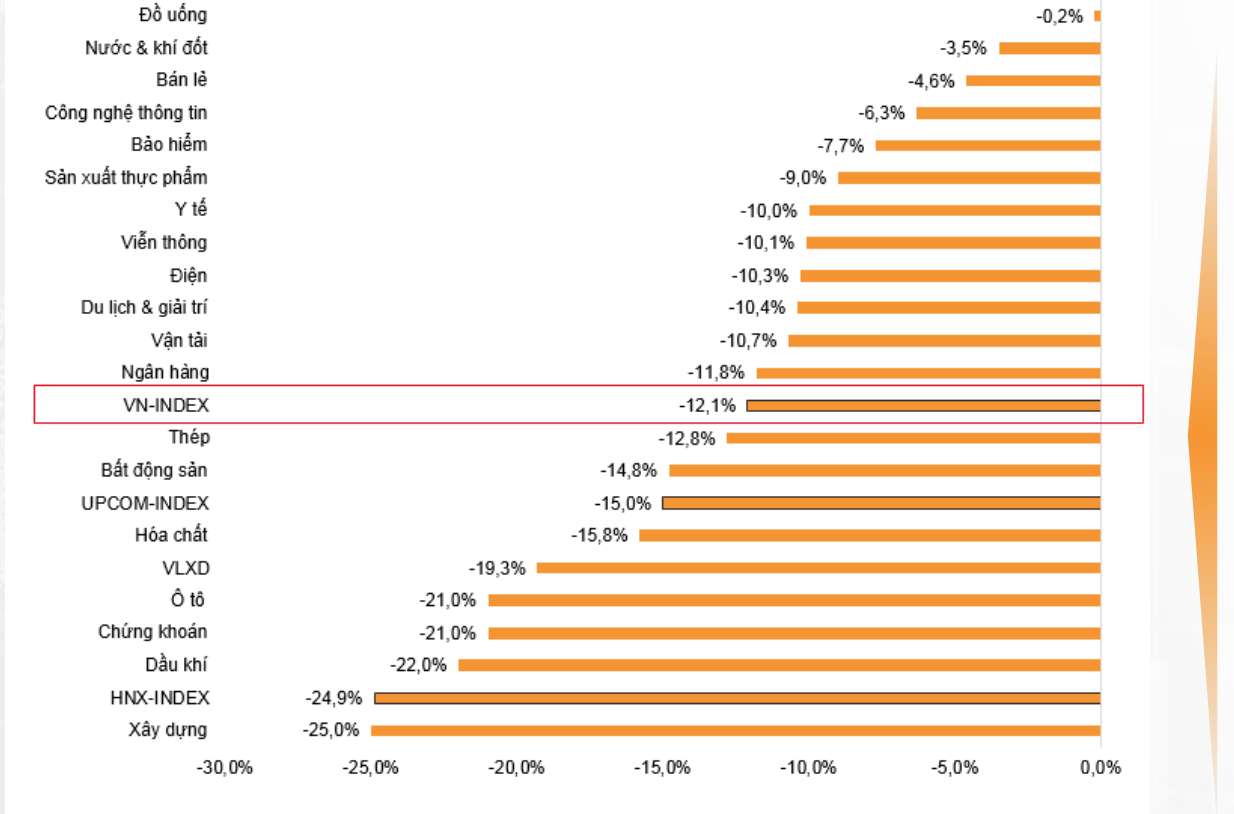 Đồ uống -0,2%
Nước & khí đốt -3,5%
Bán lẻ -4,6%
Công nghệ thông tin -6,3%
Bảo hiểm -7,7%
Sản xuất thực phẩm -9,0%
Y tế -10,0%
Viễn thông -10,1%
Điện -10,3%
Du lịch & giải trí -10,4%
Vận tải -10,7%
Ngân hàng -11,8%
VN-INDEX -12,1%
Thép -12,8%
Bất động sản -14,8%
UPCOM-INDEX -15,0%
Hóa chất -15,8%
VLXD -19,3%
Ô tô -21,0%
Chứng khoán -21,0%
Dầu khí -22,0%
HNX-INDEX -24,9%
Xây dựng -25,0%
-30,0% -25,0% -20,0% -15,0% -10,0% -5,0% 0,0%